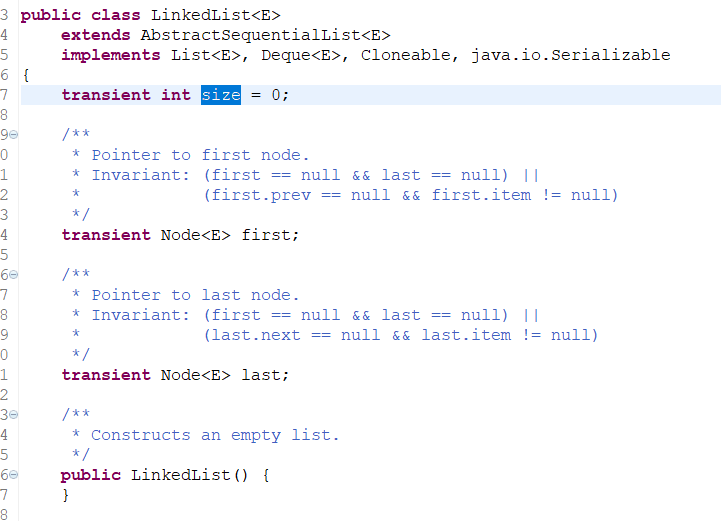 3 public class LinkedList<E>
4     extends AbstractSequentialList<E>
5     implements List<E>, Deque<E>, Cloneable, java.io.Serializable
6 {
7     transient int size = 0;
8
9     /**
0      * Pointer to first node.
1      * Invariant: (first == null && last == null) ||
2      *            (first.prev == null && first.item != null)
3      */
4     transient Node<E> first;
5
6     /**
7      * Pointer to last node.
8      * Invariant: (first == null && last == null) ||
9      *            (last.next == null && last.item != null)
0      */
1     transient Node<E> last;
2
3     /**
4      * Constructs an empty list.
5      */
6     public LinkedList() {
7     }
8